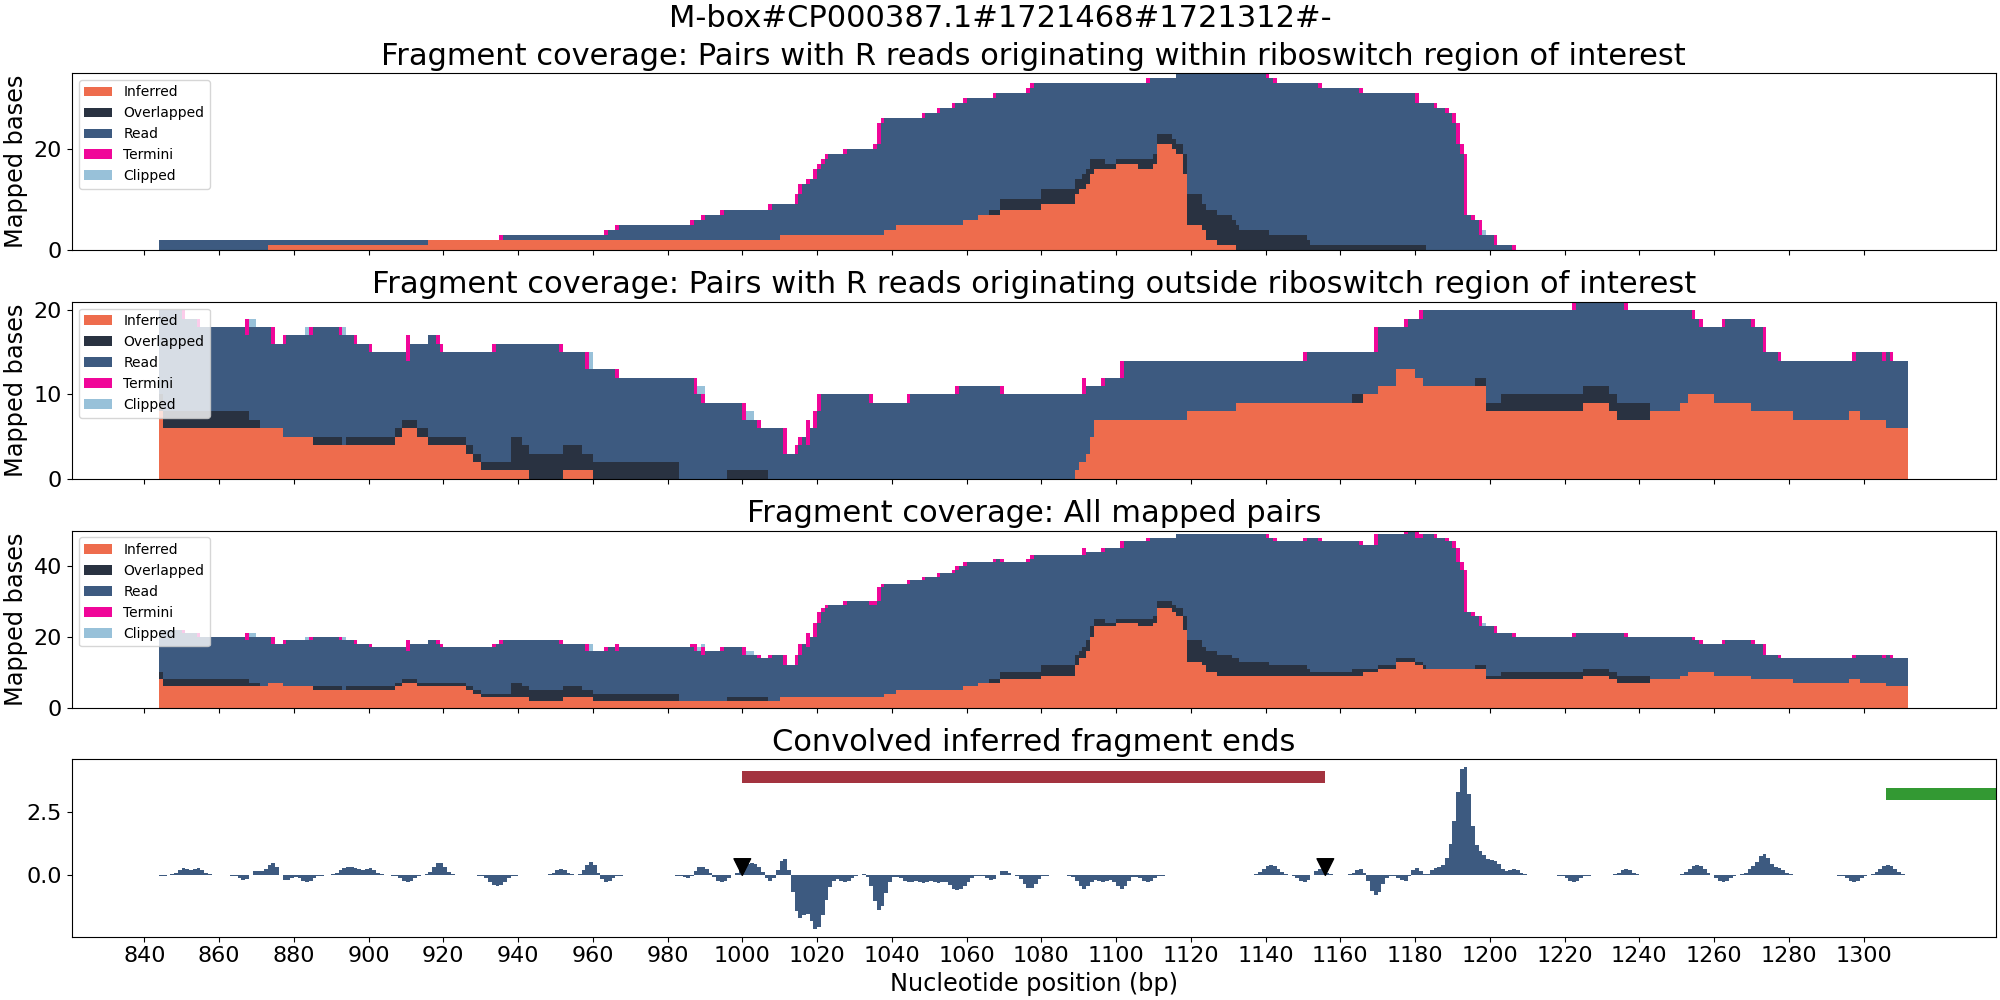 M-box#CP000387.1#1721468#1721312#-
Fragment coverage: Pairs with R reads originating within riboswitch region of interest
Mapped bases
20
0
Inferred
Overlapped
Read
Termini
Clipped
Fragment coverage: Pairs with R reads originating outside riboswitch region of interest
Mapped bases
20
10
0
Inferred
Overlapped
Read
Termini
Clipped
Fragment coverage: All mapped pairs
Mapped bases
40
20
0
Inferred
Overlapped
Read
Termini
Clipped
Convolved inferred fragment ends
2.5
0.0
840 860 880 900 920 940 960 980 1000 1020 1040 1060 1080 1100 1120 1140 1160 1180 1200 1220 1240 1260 1280 1300
Nucleotide position (bp)